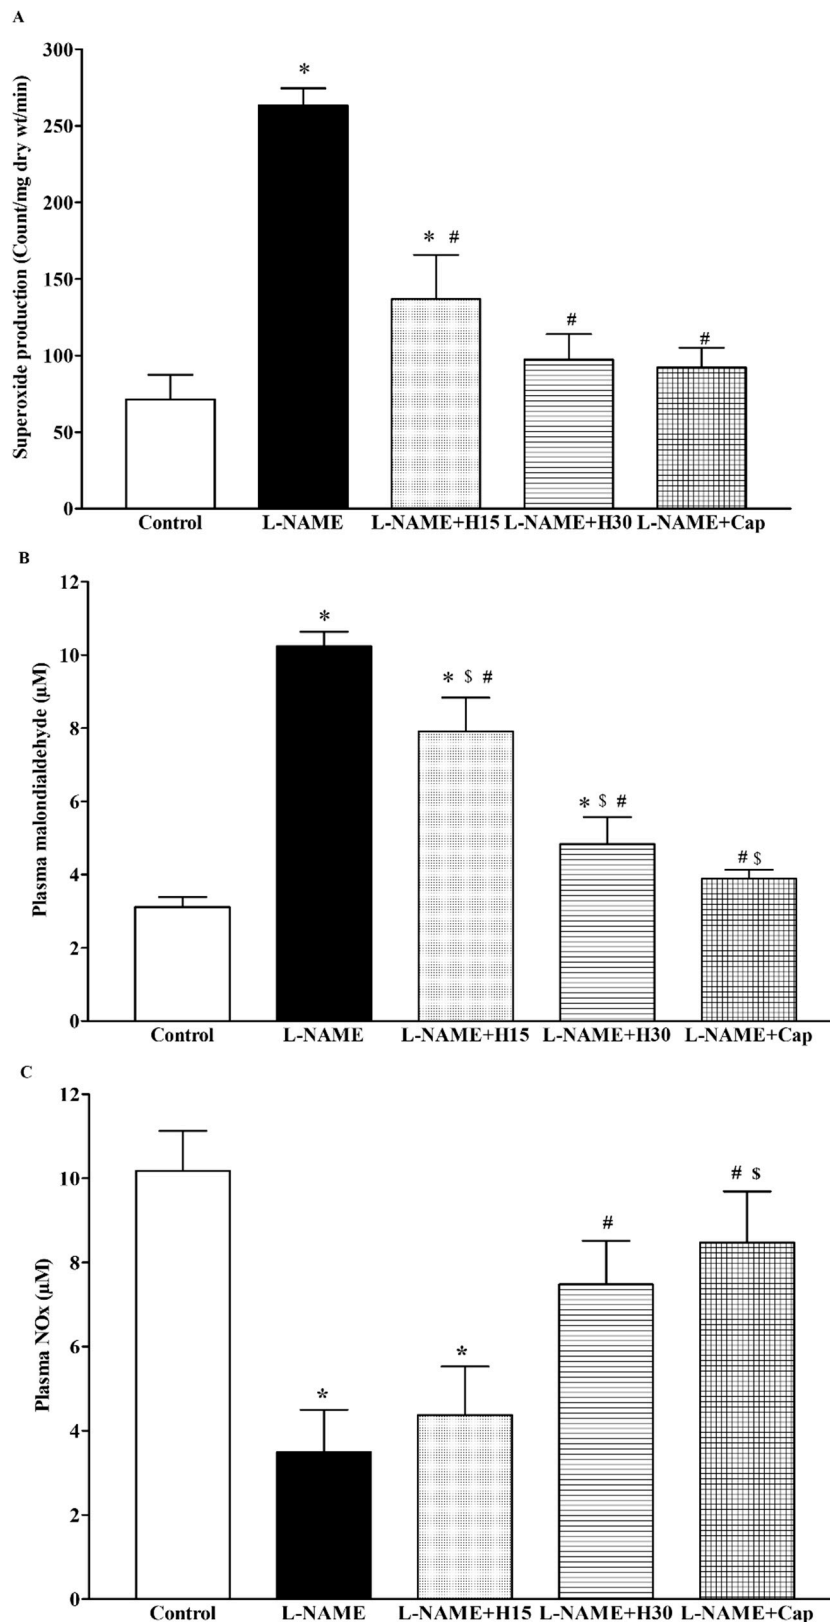 A
Superoxide production (Count/mg dry wt/min)
300
250
200
150
100
50
0
*
* #
#
#
Control L-NAME L-NAME+H15 L-NAME+H30 L-NAME+Cap
B
Plasma malondialdehyde (µM)
12
10
8
6
4
2
0
*
* $ #
* $ #
# $
Control L-NAME L-NAME+H15 L-NAME+H30 L-NAME+Cap
C
Plasma NOx (µM)
12
10
8
6
4
2
0
*
*
#
# $
Control L-NAME L-NAME+H15 L-NAME+H30 L-NAME+Cap